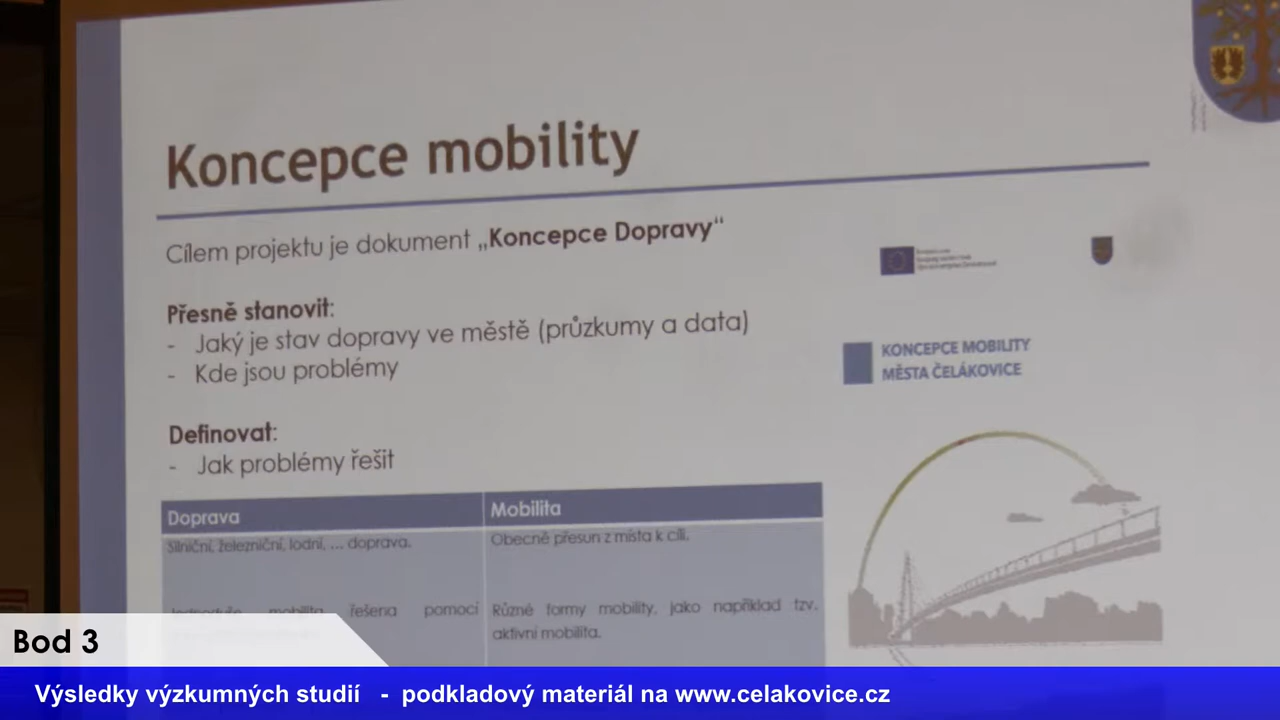 Koncepce mobility
Cílem projektu je dokument „Koncepce Dopravy“
Přesně stanovit:
- Jaký je stav dopravy ve městě (průzkumy a data)
- Kde jsou problémy
Definovat:
- Jak problémy řešit
KONCEPCE MOBILITY
MĚSTA ČELÁKOVICE
Doprava
Mobilita
Silniční, železniční, lodní, ... doprava.
Obecně přesun z místa k cíli.
Jednoduše mobilita řešena pomocí
Různé formy mobility, jako například tzv.
aktivní mobilita.
Bod 3
Výsledky výzkumných studií - podkladový materiál na www.celakovice.cz